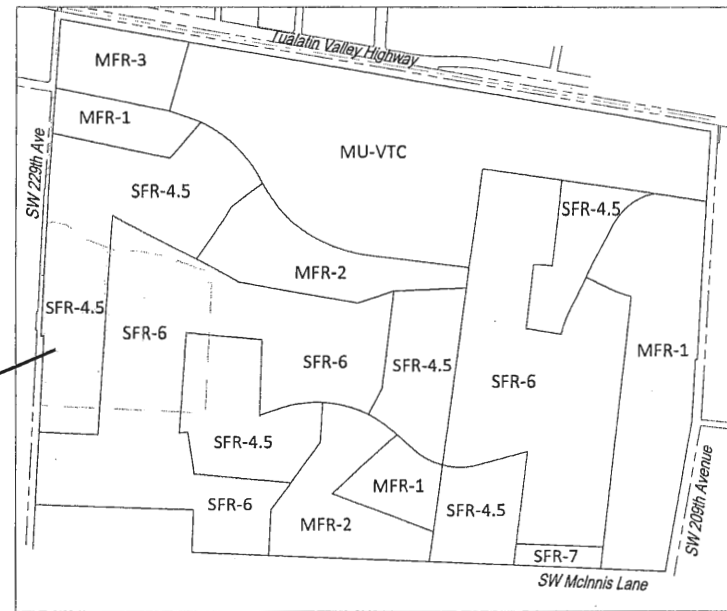 Tualatin Valley Highway
MFR-3
MFR-1
MU-VTC
SW 229th Ave
SFR-4.5
SFR-4.5
MFR-2
SFR-4.5
SFR-6
SFR-6
SFR-4.5
SFR-6
MFR-1
SFR-4.5
MFR-1
SFR-6
MFR-2
SFR-4.5
SW 209th Avenue
SFR-7
SW McInnis Lane